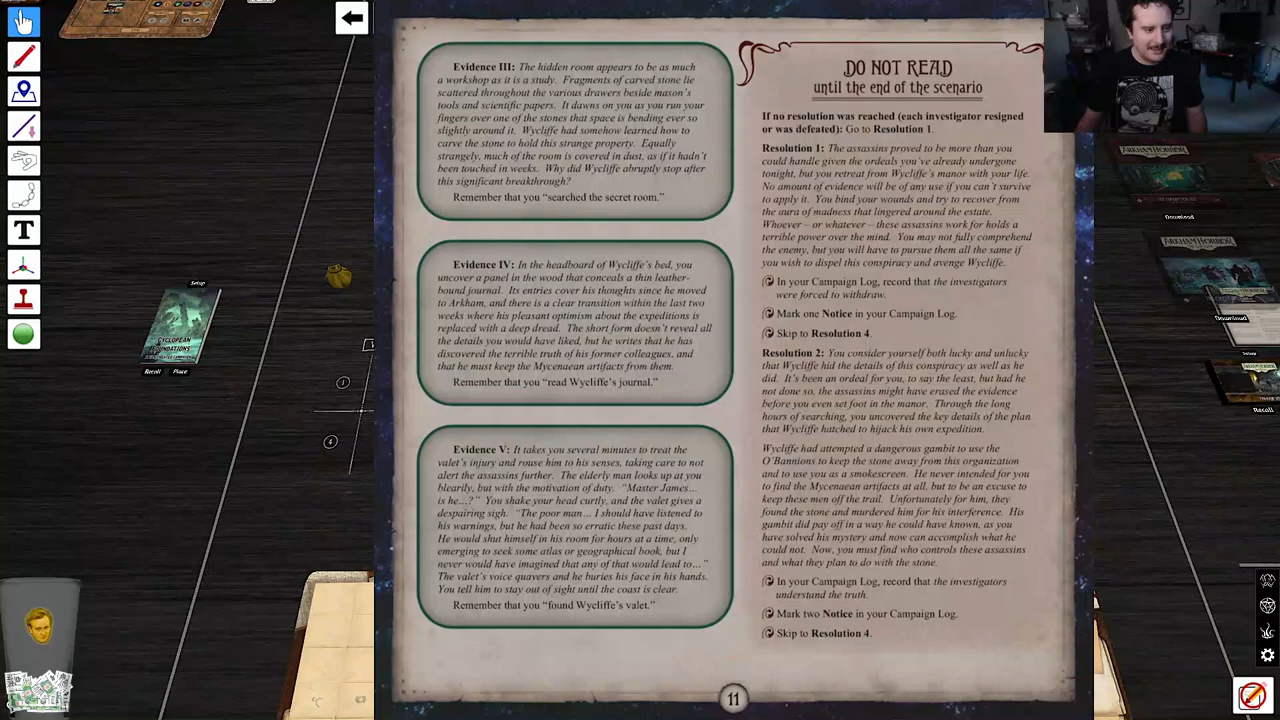 Evidence III: The hidden room appears to be as much
a workshop as it is a study. Fragments of carved stone lie
scattered throughout the various drawers beside mason's
tools and scientific papers. It dawns on you as you run your
fingers over one of the stones that space is bending ever so
slightly around it. Wycliffe had somehow learned how to
carve the stone to hold this strange property. Equally
strangely, much of the room is covered in dust, as if it hadn't
been touched in weeks. Why did Wycliffe abruptly stop after
this significant breakthrough?
Remember that you "searched the secret room."
Evidence IV: In the headboard of Wycliffe's bed, you
uncover a panel in the wood that conceals a thin leather-
bound journal. Its entries cover his thoughts since he moved
to Arkham, and there is a clear transition within the last two
weeks where his pleasant optimism about the expeditions is
replaced with a deep dread. The short form doesn't reveal all
the details you would have liked, but he writes that he has
discovered the terrible truth of his former colleagues, and
that he must keep the Mycenaean artifacts from them.
Remember that you "read Wycliffe's journal."
Evidence V: It takes you several minutes to treat the
valet's injury and rouse him to his senses, taking care to not
alert the assassins further. The elderly man looks up at you
blearily, but with the motivation of duty. "Master James…
is he…?" You shake your head curtly, and the valet gives a
despairing sigh. "The poor man… I should have listened to
his warnings, but he had been so erratic these past days.
He would shut himself in his room for hours at a time, only
emerging to seek some atlas or geographical book, but I
never would have imagined that any of that would lead to…"
The valet's voice quavers and he buries his face in his hands.
You tell him to stay out of sight until the coast is clear.
Remember that you "found Wycliffe's valet."
DO NOT READ
until the end of the scenario
If no resolution was reached (each investigator resigned
or was defeated): Go to Resolution 1.
Resolution 1: The assassins proved to be more than you
could handle given the ordeals you've already undergone
tonight, but you retreat from Wycliffe's manor with your life.
No amount of evidence will be of any use if you can't survive
to apply it. You bind your wounds and try to recover from
the aura of madness that lingered around the estate.
Whoever – or whatever – these assassins work for holds a
terrible power over the mind. You may not fully comprehend
the enemy, but you will have to pursue them all the same if
you wish to dispel this conspiracy and avenge Wycliffe.
In your Campaign Log, record that the investigators
were forced to withdraw.
Mark one Notice in your Campaign Log.
Skip to Resolution 4.
Resolution 2: You consider yourself both lucky and unlucky
that Wycliffe hid the details of this conspiracy as well as he
did. It's been an ordeal for you, to say the least, but had he
not done so, the assassins might have erased the evidence
before you even set foot in the manor. Through the long
hours of searching, you uncovered the key details of the plan
that Wycliffe hatched to hijack his own expedition.
Wycliffe had attempted a dangerous gambit to use the
O'Bannions to keep the stone away from this organization
and to use you as a smokescreen. He never intended for you
to find the Mycenaean artifacts at all, but to be an excuse to
keep these men off the trail. Unfortunately for him, they
found the stone and murdered him for his interference. His
gambit did pay off in a way he could have known, as you
have solved his mystery and now can accomplish what he
could not. Now, you must find who controls these assassins
and what they plan to do with the stone.
In your Campaign Log, record that the investigators
understand the truth.
Mark two Notice in your Campaign Log.
Skip to Resolution 4.
11
Setup
CYCLOPEAN
FOUNDATIONS
Recall Place
T
1
4
ARKHAM HORROR
Download
ARKHAM HORROR
Download
Recall